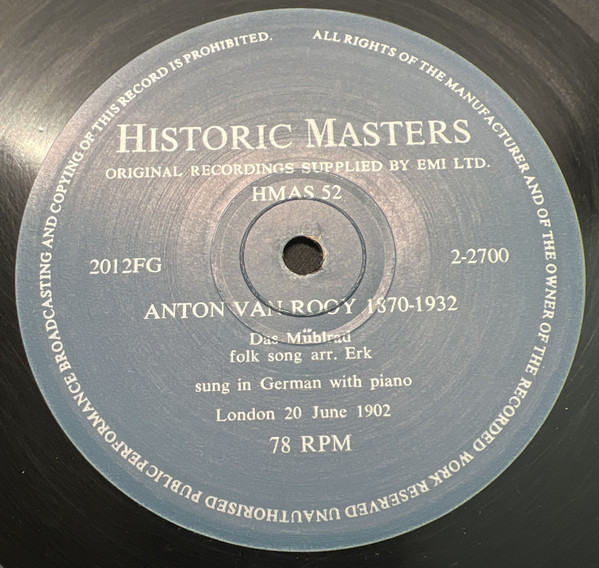 ALL RIGHTS OF THE MANUFACTURER AND OF THE OWNER OF THE RECORDED WORK RESERVED UNAUTHORISED PUBLIC PERFORMANCE BROADCASTING AND COPYING OF THIS RECORD IS PROHIBITED.
HISTORIC MASTERS
ORIGINAL RECORDINGS SUPPLIED BY EMI LTD.
HMAS 52
2012FG 2-2700
ANTON VAN ROOY 1870-1932
Das Mühlrad
folk song arr. Erk
sung in German with piano
London 20 June 1902
78 RPM